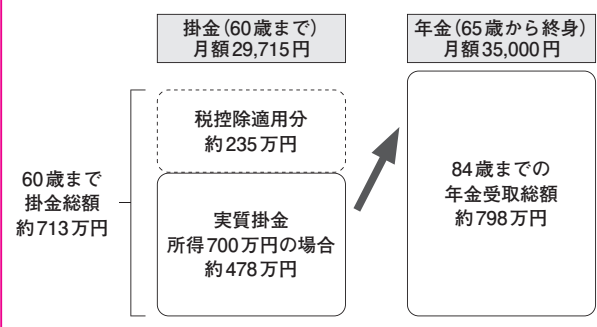 掛金（60歳まで）
月額29,715円
年金（65歳から終身）
月額35,000円
60歳まで
掛金総額
約713万円
税控除適用分
約235万円
実質掛金
所得700万円の場合
約478万円
84歳までの
年金受取総額
約798万円